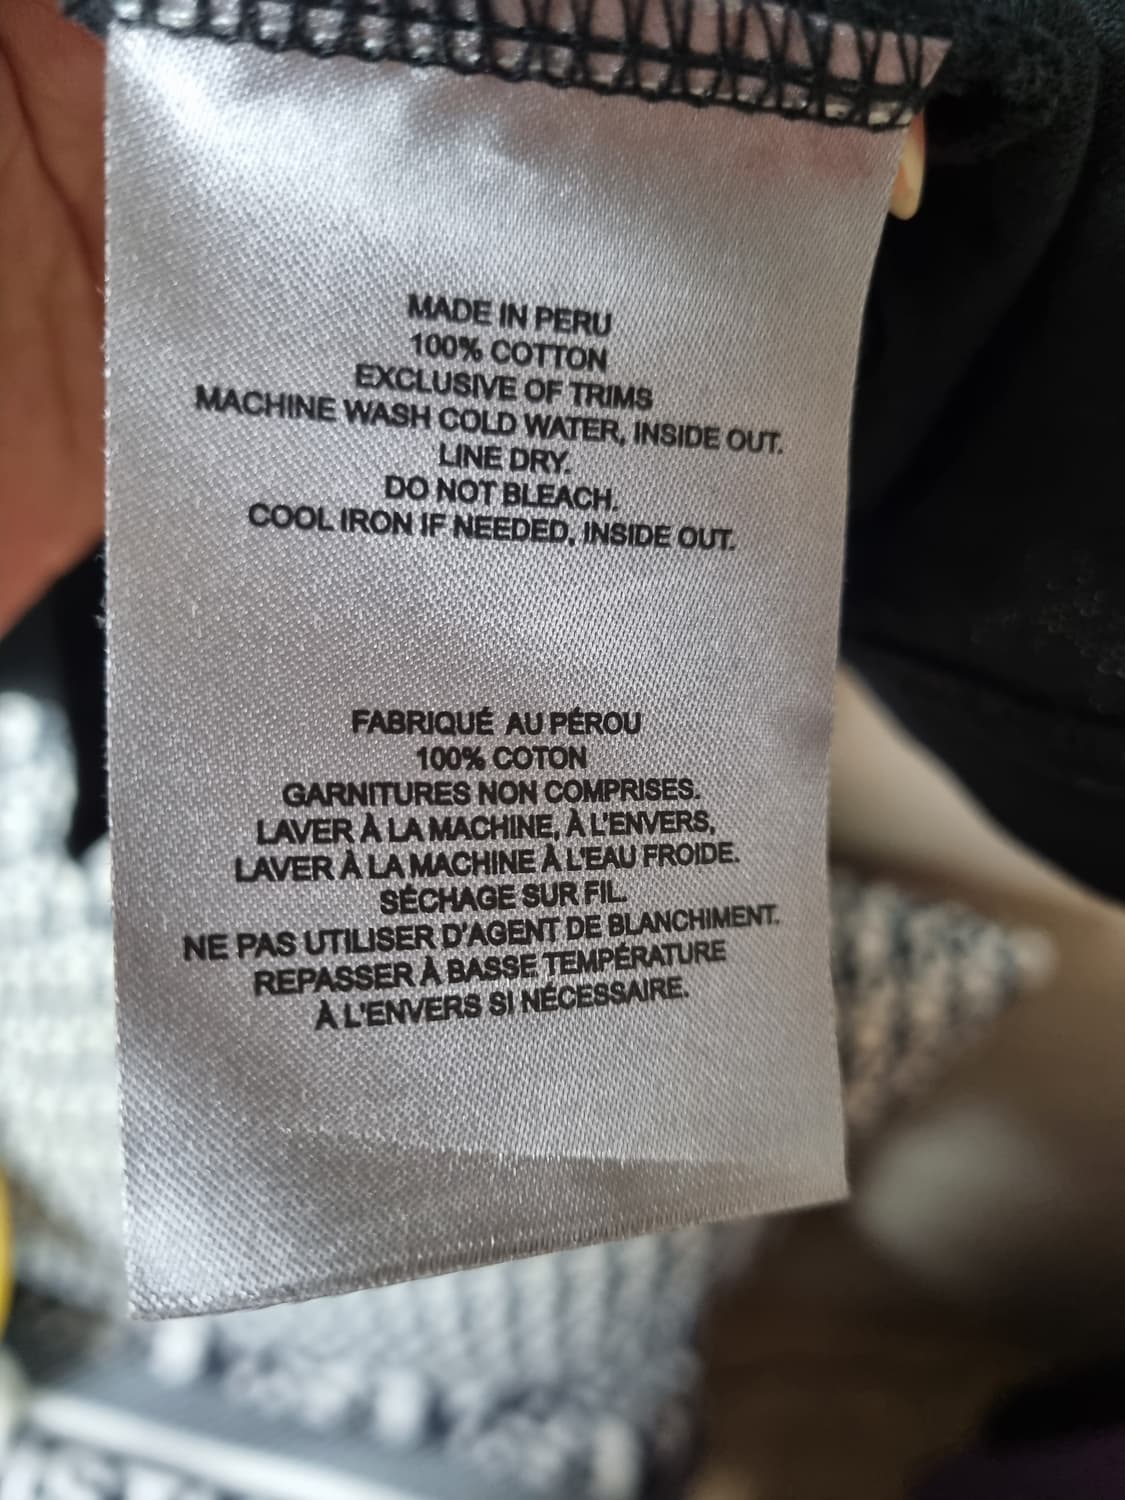 MADE IN PERU
100% COTTON
EXCLUSIVE OF TRIMS
MACHINE WASH COLD WATER, INSIDE OUT.
LINE DRY.
DO NOT BLEACH.
COOL IRON IF NEEDED, INSIDE OUT.
FABRIQUÉ AU PÉROU
100% COTON
GARNITURES NON COMPRISES.
LAVER À LA MACHINE, À L'ENVERS,
LAVER À LA MACHINE À L'EAU FROIDE.
SÉCHAGE SUR FIL.
NE PAS UTILISER D'AGENT DE BLANCHIMENT.
REPASSER À BASSE TEMPÉRATURE
À L'ENVERS SI NÉCESSAIRE.